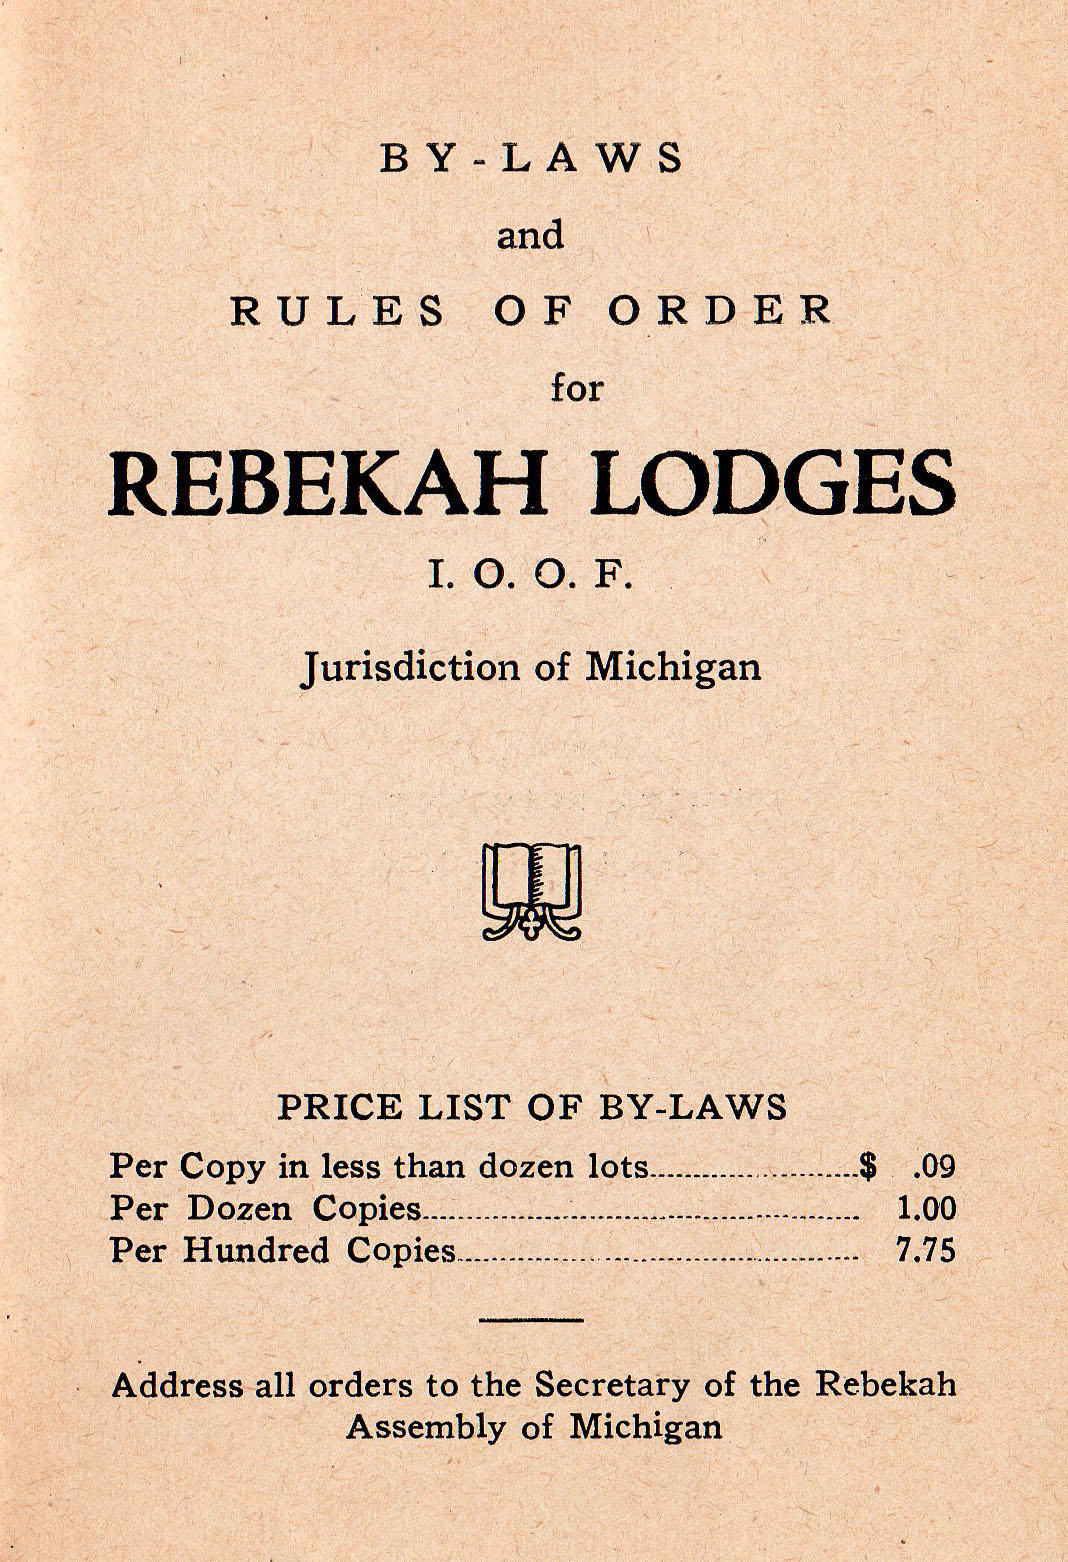 BY-LAWS
and
RULES OF ORDER
for
REBEKAH LODGES
I. O. O. F.
Jurisdiction of Michigan
PRICE LIST OF BY-LAWS
Per Copy in less than dozen lots........................$ .09
Per Dozen Copies.................................................... 1.00
Per Hundred Copies................................................ 7.75
Address all orders to the Secretary of the Rebekah
Assembly of Michigan